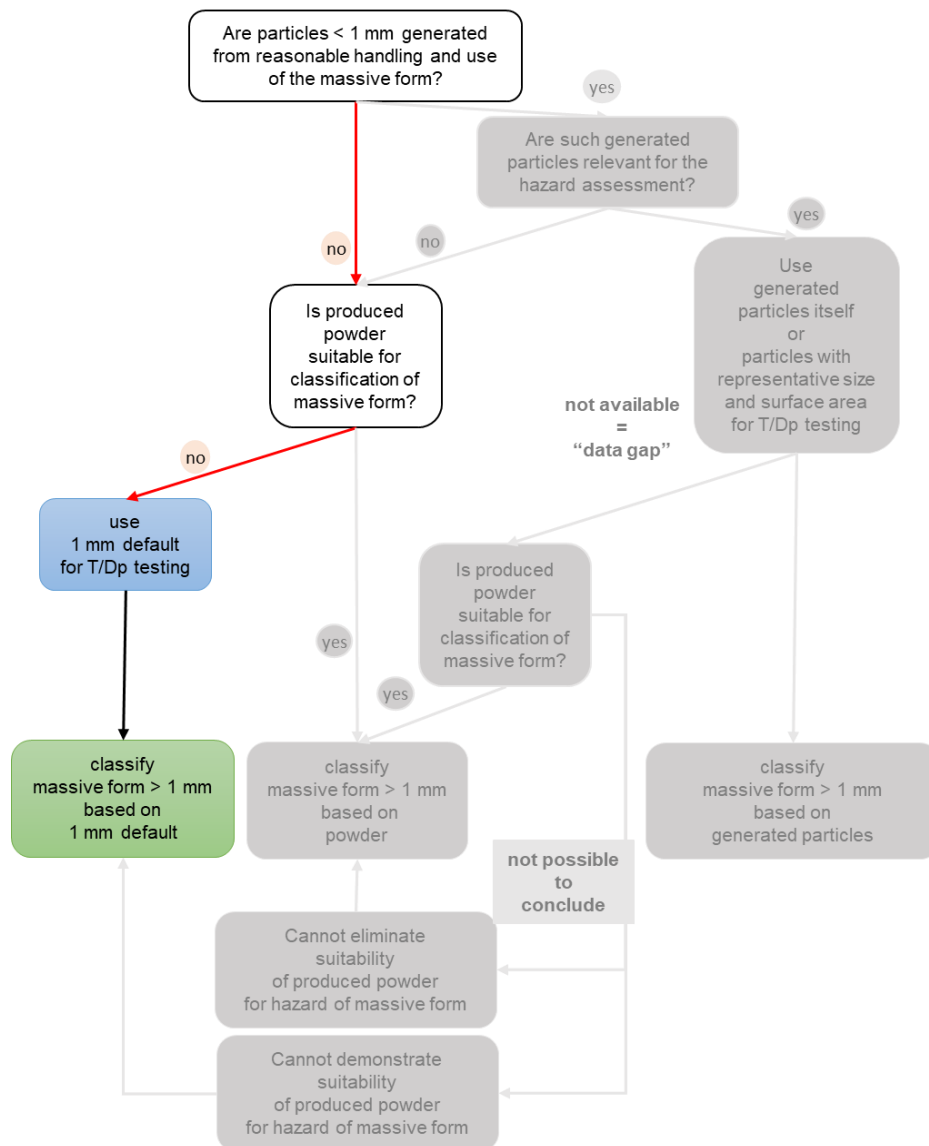 Are particles < 1 mm generated
from reasonable handling and use
of the massive form?
yes
Are such generated
particles relevant for the
hazard assessment?
no
no
yes
Is produced
powder
suitable for
classification of
massive form?
Use
generated
particles itself
or
particles with
representative size
and surface area
for T/Dp testing
not available
=
“data gap”
no
use
1 mm default
for T/Dp testing
Is produced
powder
suitable for
classification of
massive form?
yes
yes
classify
massive form > 1 mm
based on
1 mm default
classify
massive form > 1 mm
based on
powder
classify
massive form > 1 mm
based on
generated particles
not possible
to
conclude
Cannot eliminate
suitability
of produced powder
for hazard of massive form
Cannot demonstrate
suitability
of produced powder
for hazard of massive form